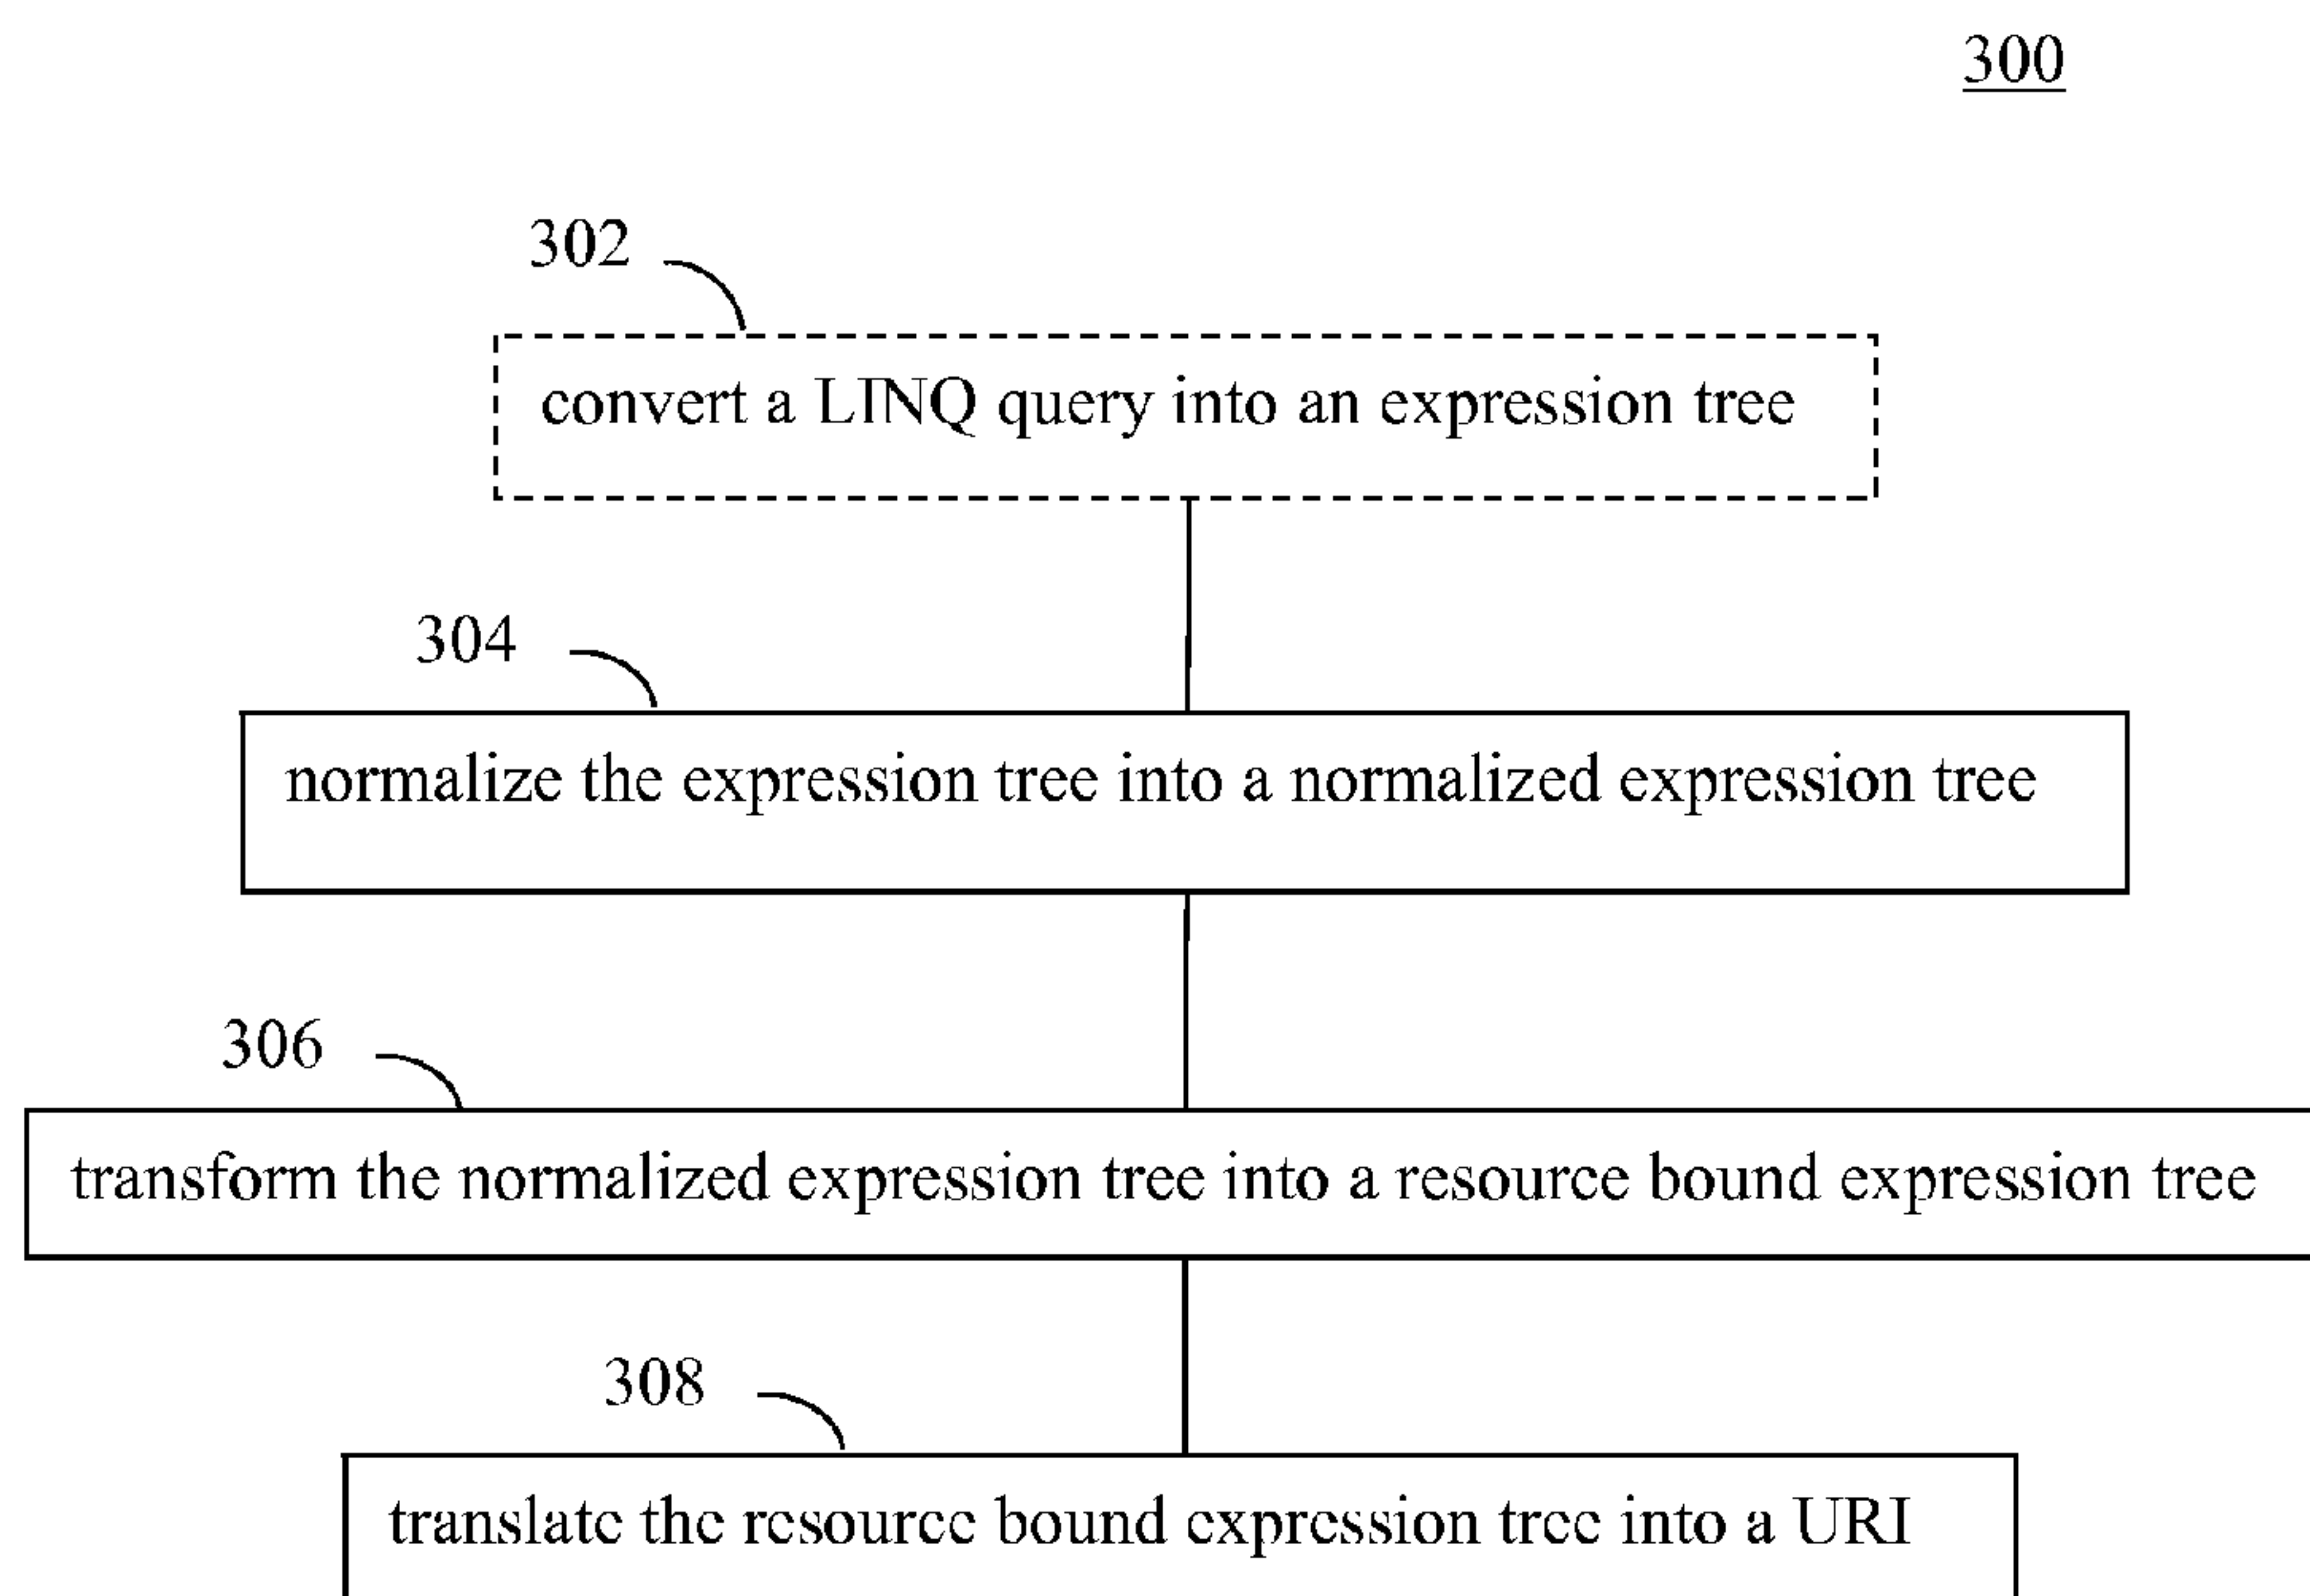 300
302
convert a LINQ query into an expression tree
304
normalize the expression tree into a normalized expression tree
306
transform the normalized expression tree into a resource bound expression tree
308
translate the resource bound expression tree into a URI